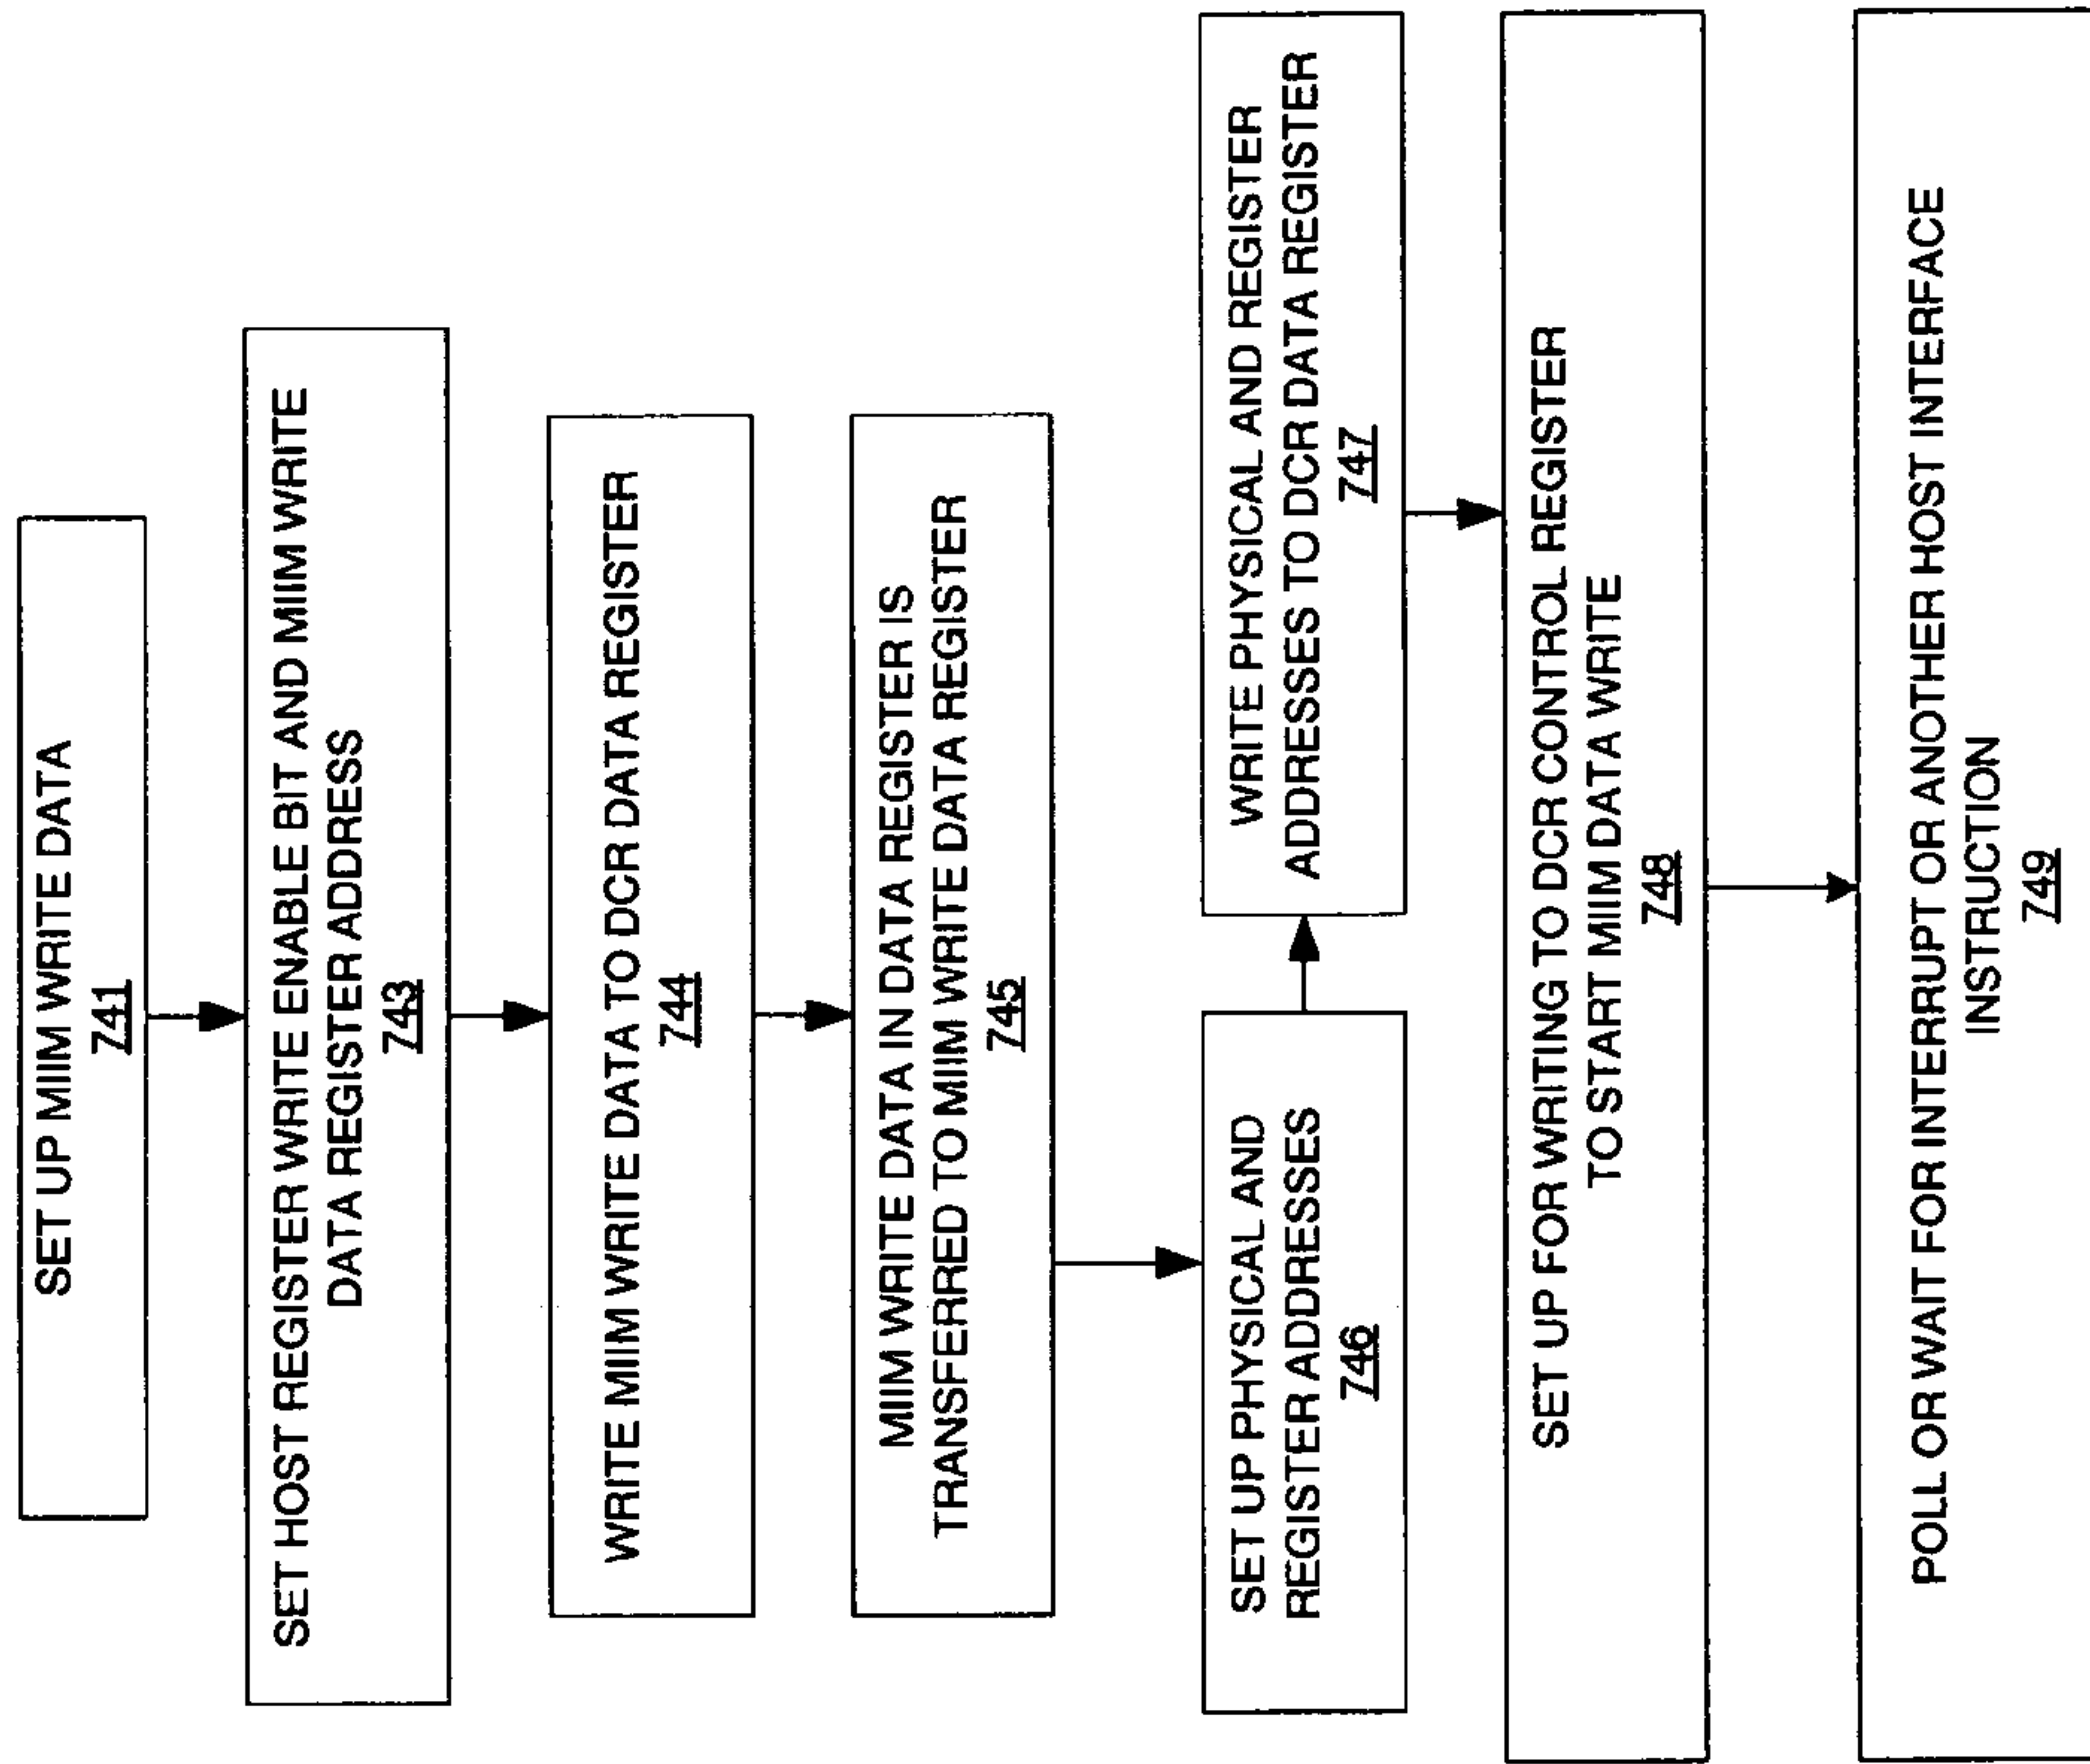 SET UP MIIM WRITE DATA
741
SET HOST REGISTER WRITE ENABLE BIT AND MIIM WRITE
DATA REGISTER ADDRESS
743
WRITE MIIM WRITE DATA TO DCR DATA REGISTER
744
MIIM WRITE DATA IN DATA REGISTER IS
TRANSFERRED TO MIIM WRITE DATA REGISTER
745
SET UP PHYSICAL AND
REGISTER ADDRESSES
746
WRITE PHYSICAL AND REGISTER
ADDRESSES TO DCR DATA REGISTER
747
SET UP FOR WRITING TO DCR CONTROL REGISTER
TO START MIIM DATA WRITE
748
POLL OR WAIT FOR INTERRUPT OR ANOTHER HOST INTERFACE
INSTRUCTION
749